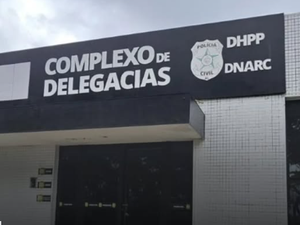 COMPLEXO DE
DELEGACIAS
POLÍCIA
CIVIL
DHPP
DNARC